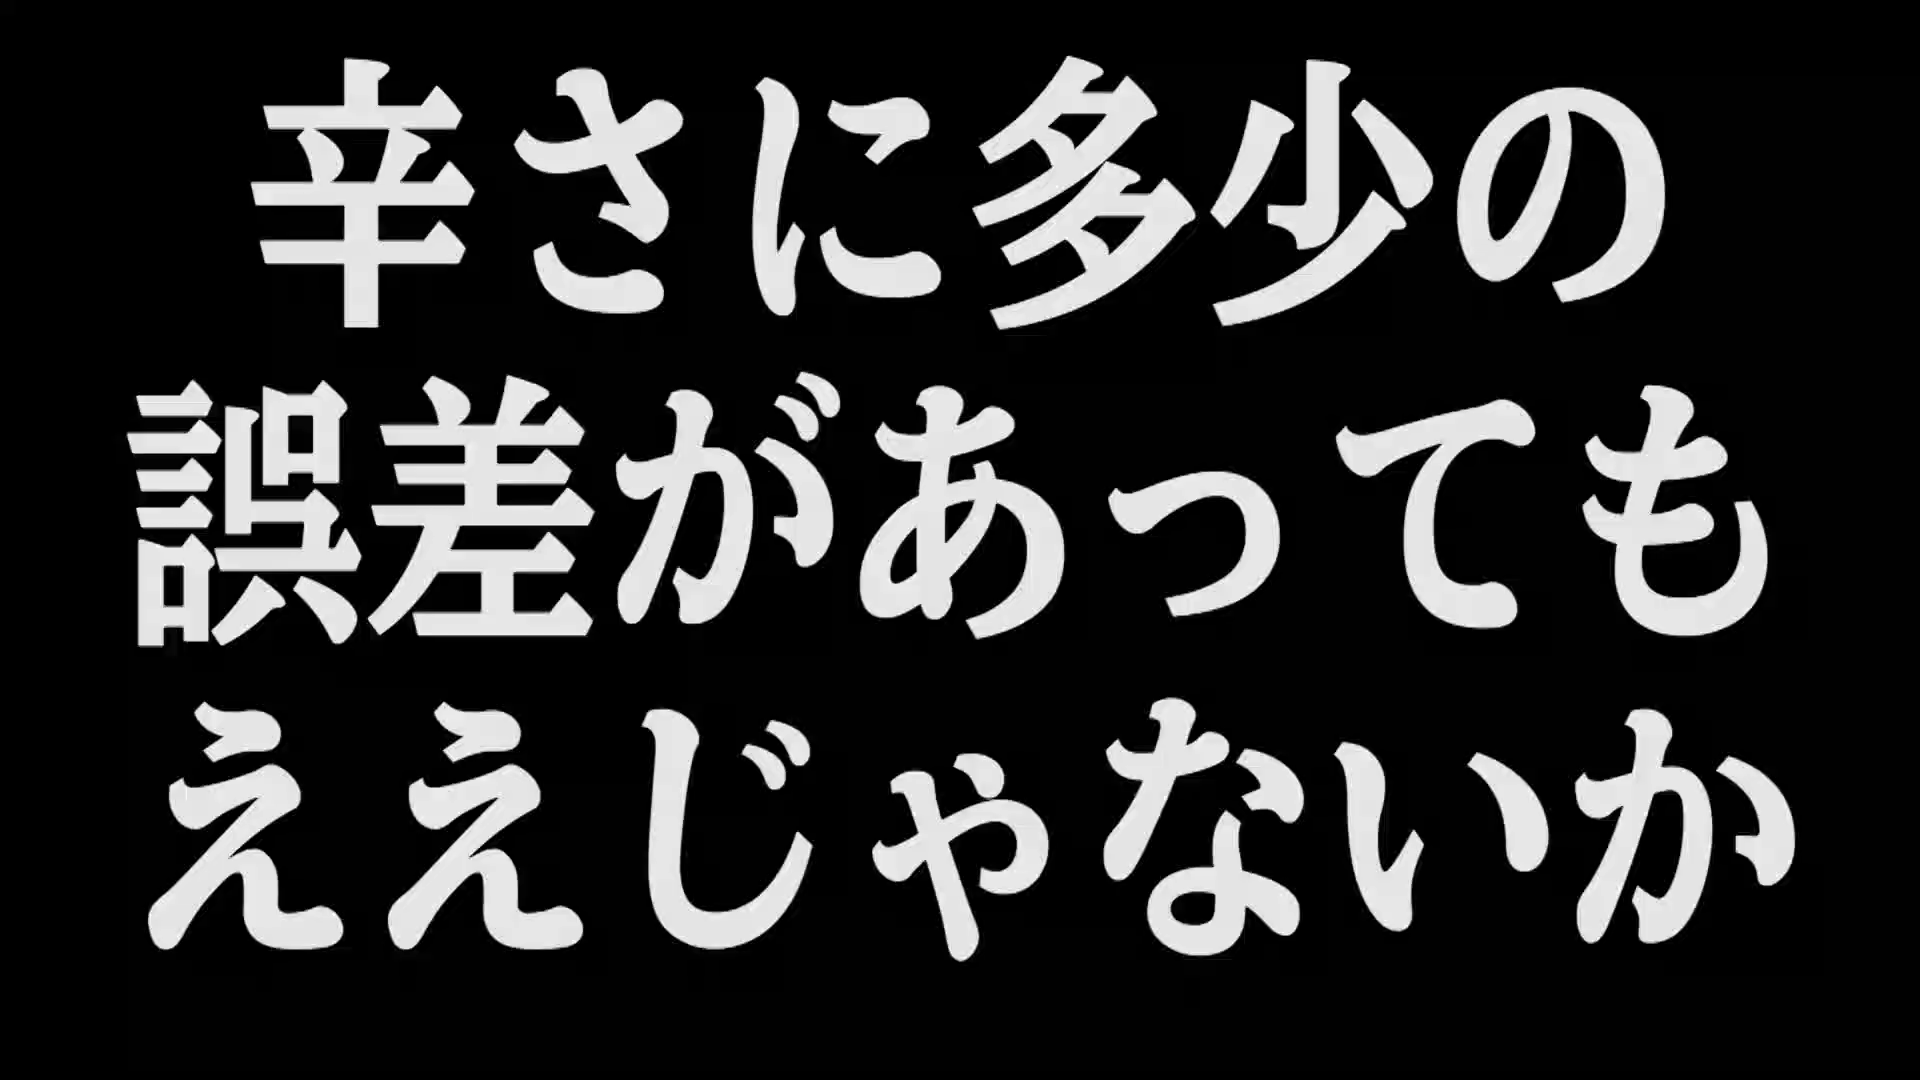 辛さに多少の
誤差があっても
ええじゃないか